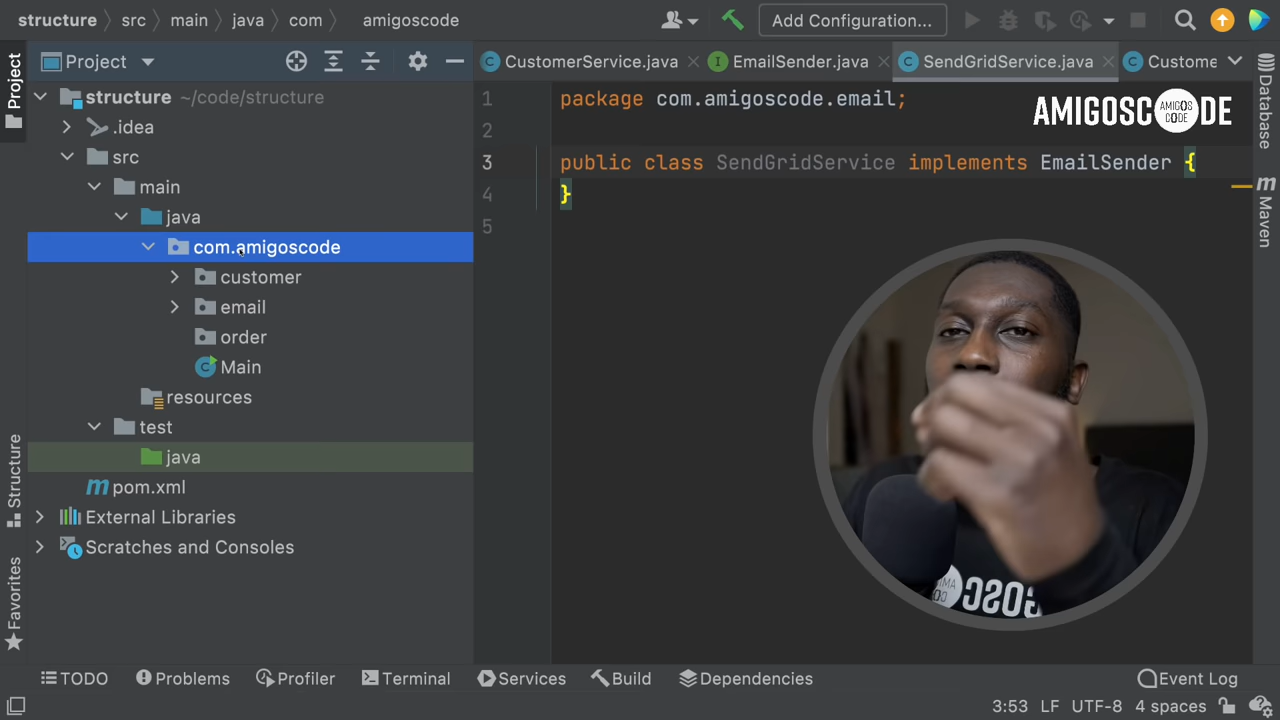 structure > src > main > java > com > amigoscode
Add Configuration...
Project
CustomerService.java
EmailSender.java
SendGridService.java
Custome
structure ~/code/structure
.idea
src
main
java
com.amigoscode
customer
email
order
Main
resources
test
java
pom.xml
External Libraries
Scratches and Consoles
1 package com.amigoscode.email;
2
3 public class SendGridService implements EmailSender {
4 }
5
AMIGOSCODE
AMIGOS
CODE
Project
Structure
Favorites
Database
Maven
TODO
Problems
Profiler
Terminal
Services
Build
Dependencies
Event Log
3:53 LF UTF-8 4 spaces